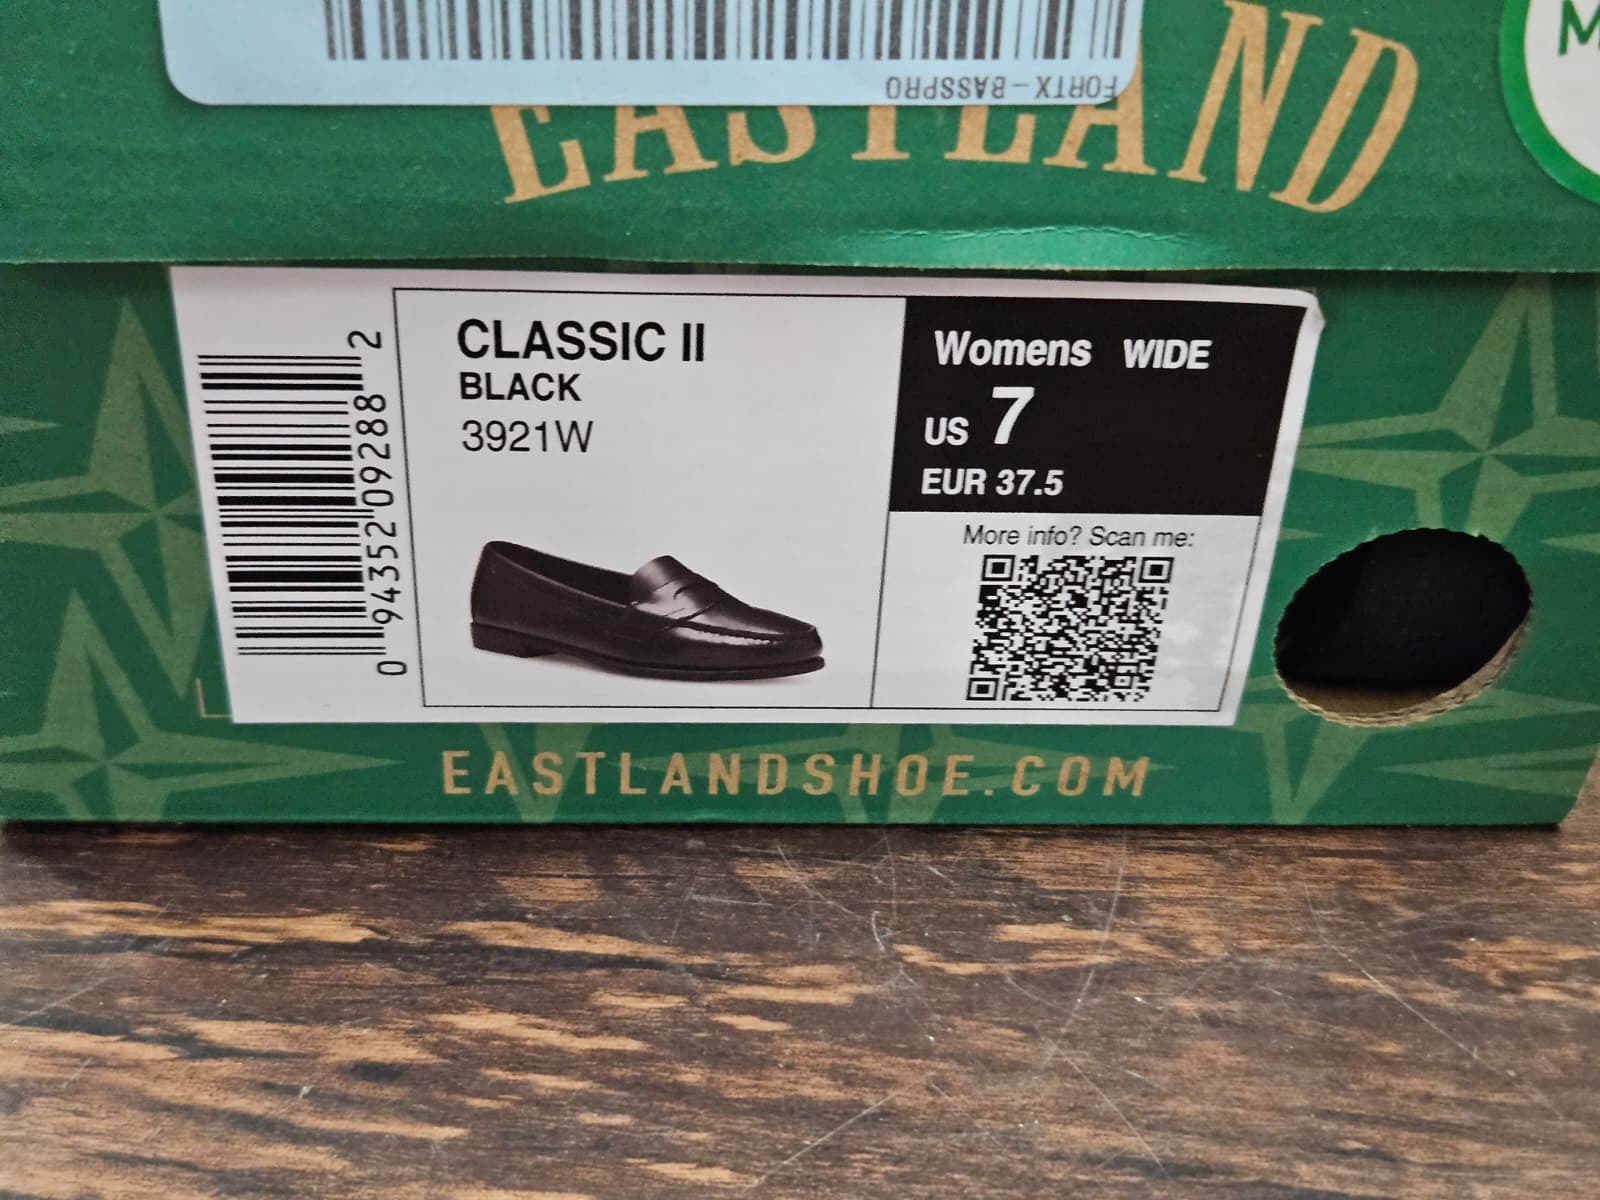 FORTX-BASSPRO
EASTLAND
M
CLASSIC II
BLACK
3921W
Womens WIDE
US 7
EUR 37.5
More info? Scan me:
0 94352 09288 2
EASTLANDSHOE.COM